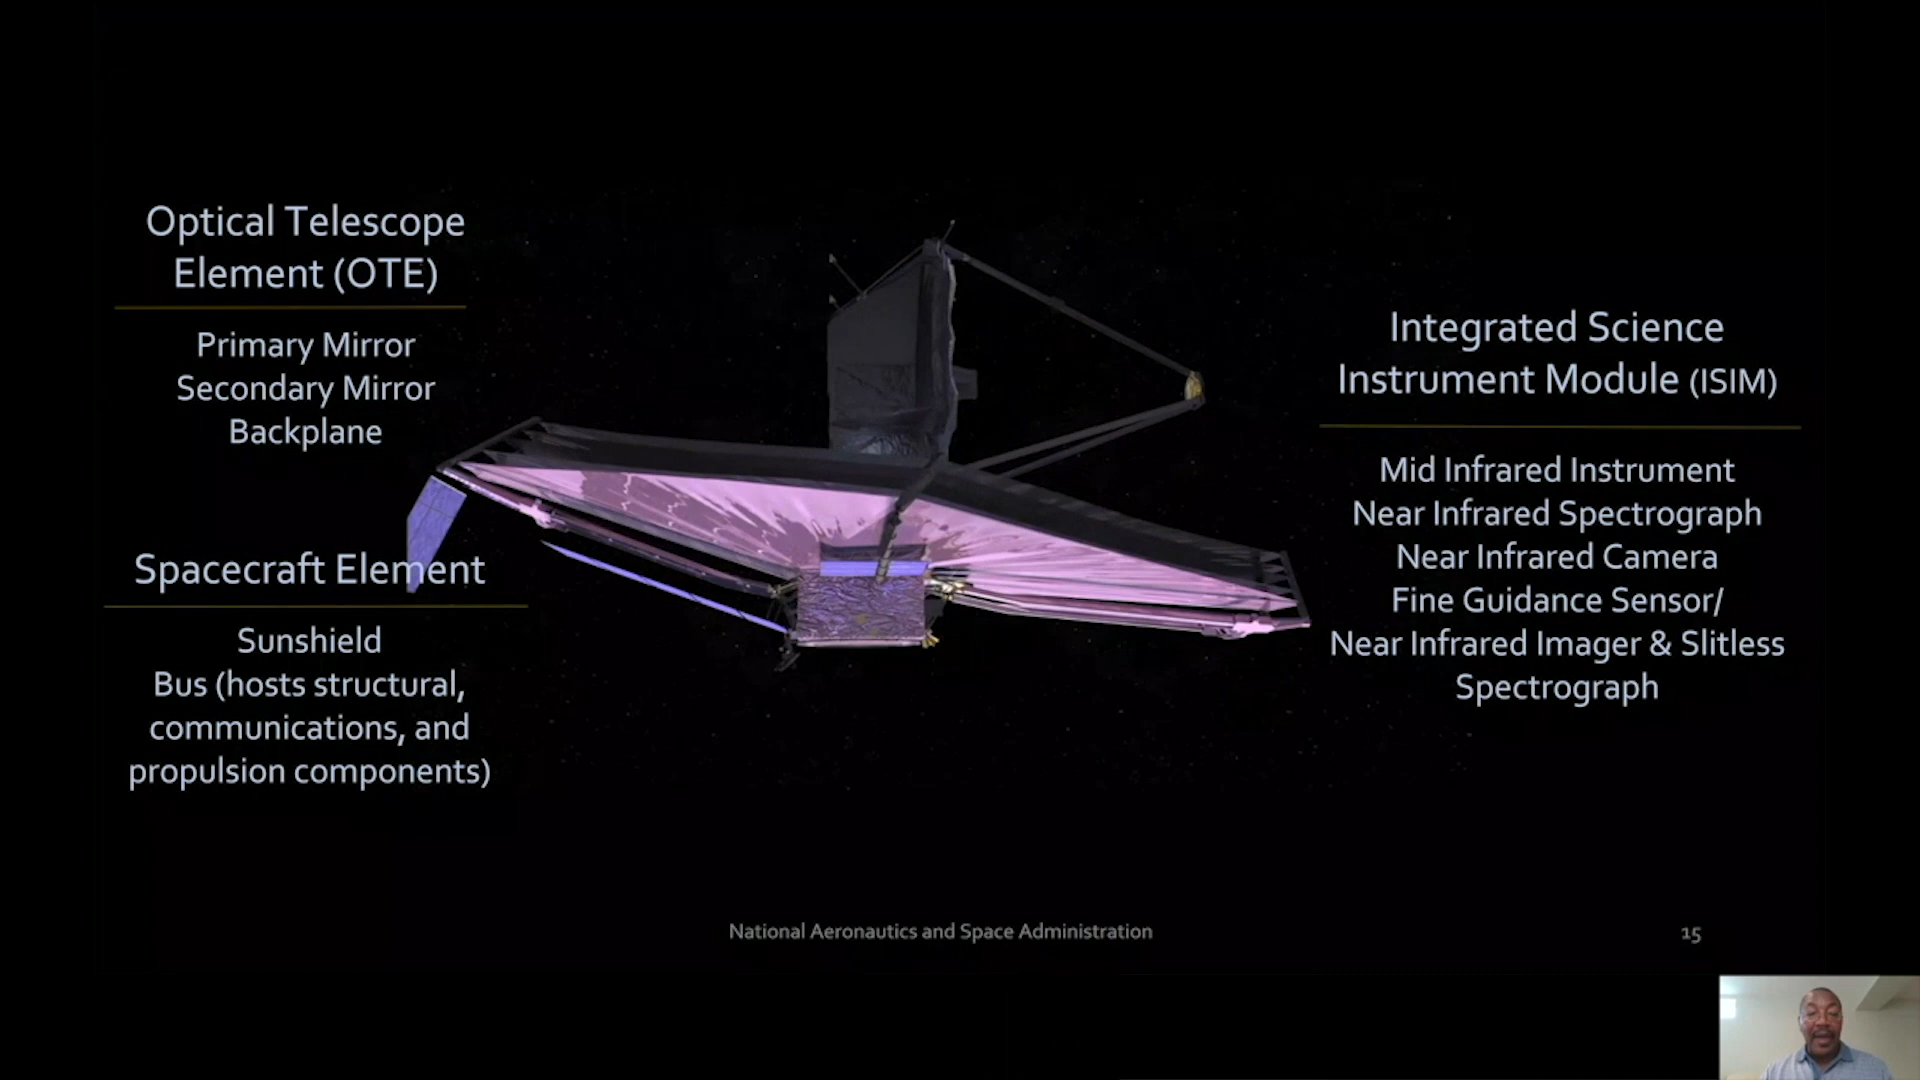 Optical Telescope
Element (OTE)
Primary Mirror
Secondary Mirror
Backplane
Spacecraft Element
Sunshield
Bus (hosts structural,
communications, and
propulsion components)
Integrated Science
Instrument Module (ISIM)
Mid Infrared Instrument
Near Infrared Spectrograph
Near Infrared Camera
Fine Guidance Sensor/
Near Infrared Imager & Slitless
Spectrograph
National Aeronautics and Space Administration
15